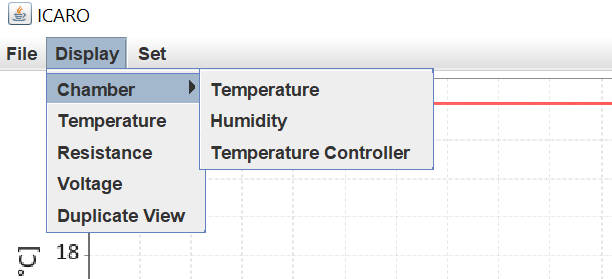 ICARO
File Display Set
Chamber Temperature
Temperature Humidity
Resistance Temperature Controller
Voltage
Duplicate View
18
°C]